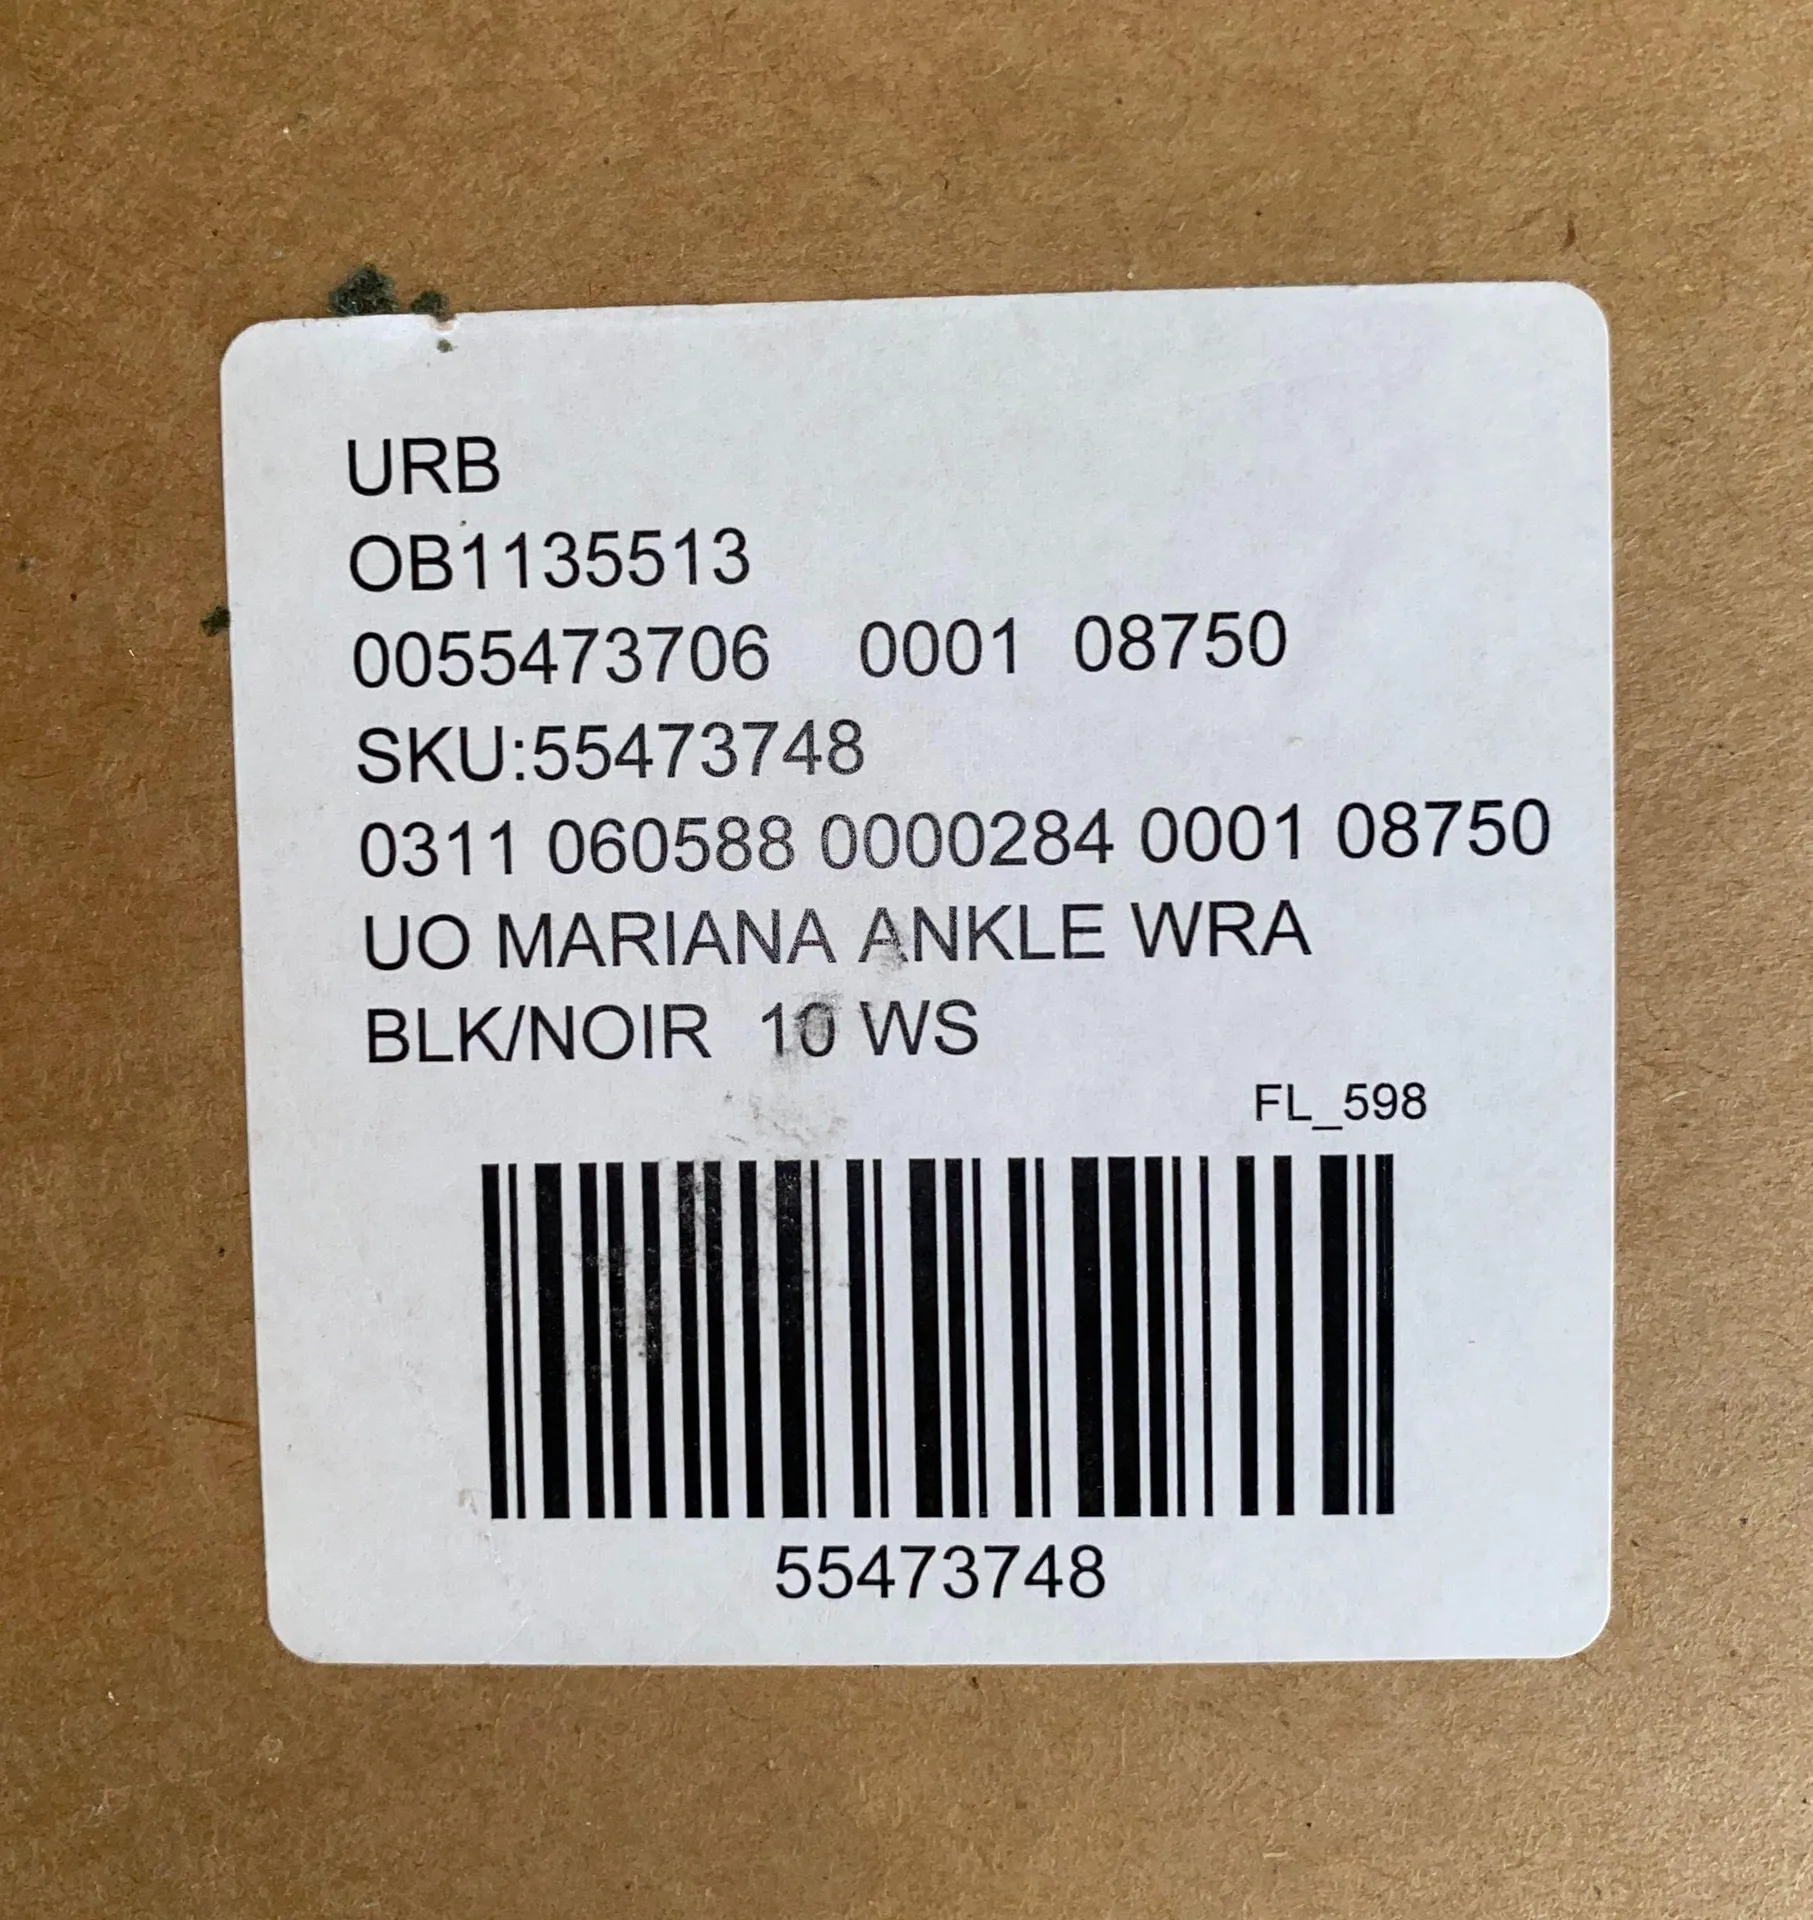 URB
OB1135513
0055473706 0001 08750
SKU:55473748
0311 060588 0000284 0001 08750
UO MARIANA ANKLE WRA
BLK/NOIR 10 WS
FL_598
55473748